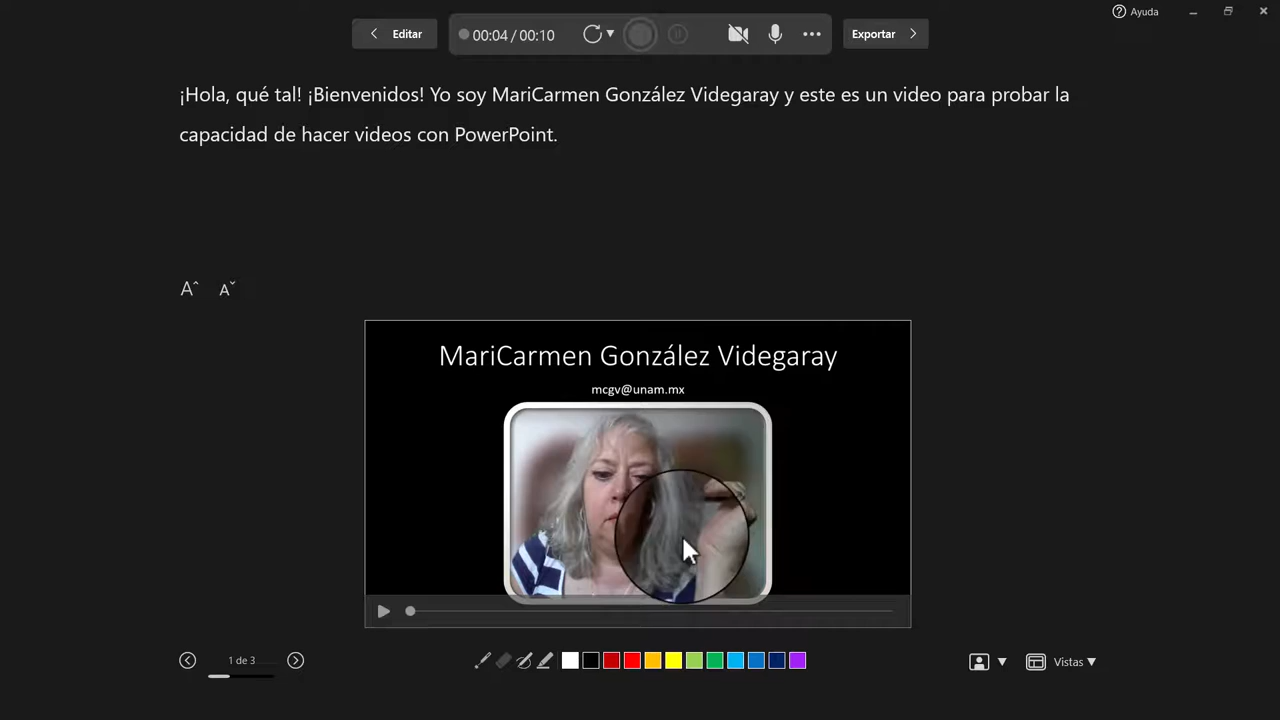 Ayuda
Editar
00:04 / 00:10
Exportar
¡Hola, qué tal! ¡Bienvenidos! Yo soy MariCarmen González Videgaray y este es un video para probar la
capacidad de hacer videos con PowerPoint.
A A
MariCarmen González Videgaray
mcgv@unam.mx
1 de 3
Vistas